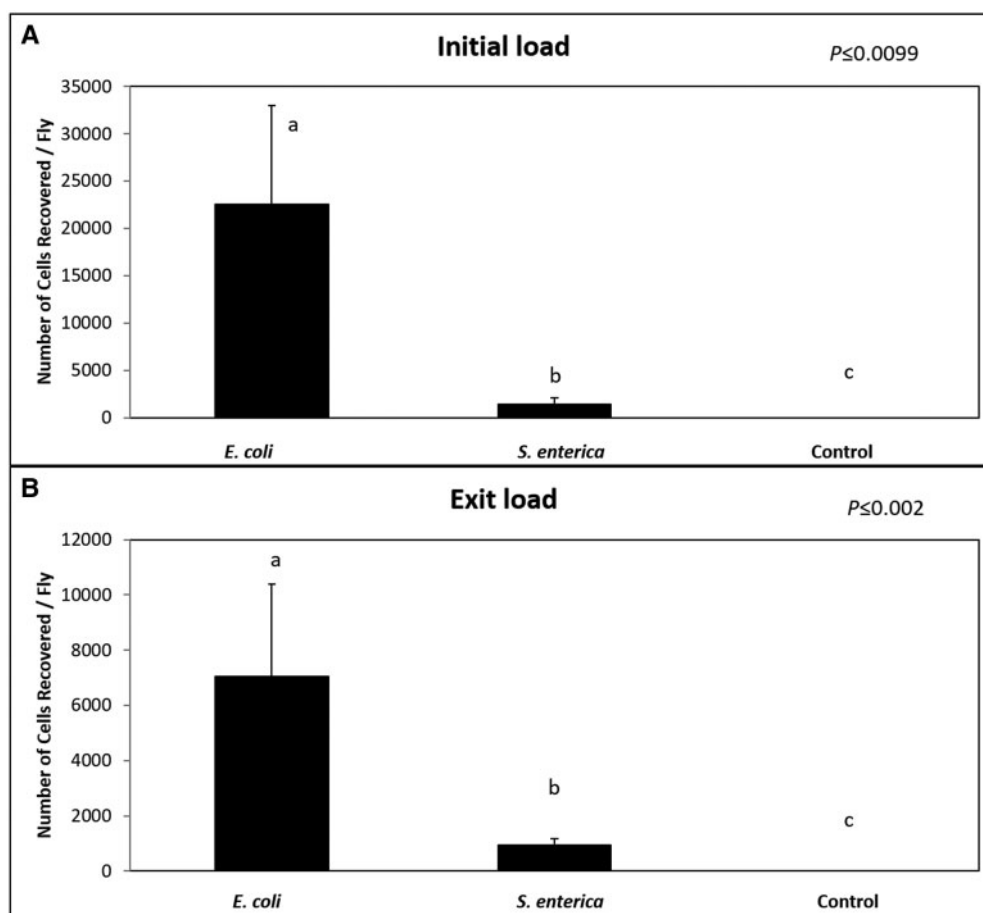 A
Initial load
P≤0.0099
Number of Cells Recovered / Fly
35000
30000
25000
20000
15000
10000
5000
0
a
b
c
E. coli
S. enterica
Control
B
Exit load
P≤0.002
Number of Cells Recovered / Fly
12000
10000
8000
6000
4000
2000
0
a
b
c
E. coli
S. enterica
Control